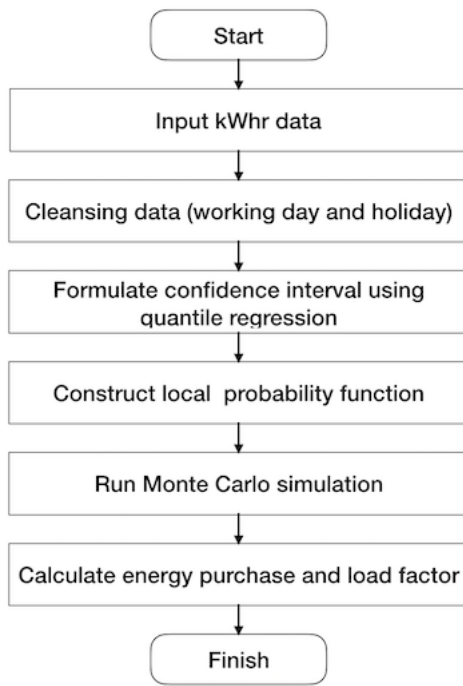 Start
Input kWhr data
Cleansing data (working day and holiday)
Formulate confidence interval using
quantile regression
Construct local probability function
Run Monte Carlo simulation
Calculate energy purchase and load factor
Finish